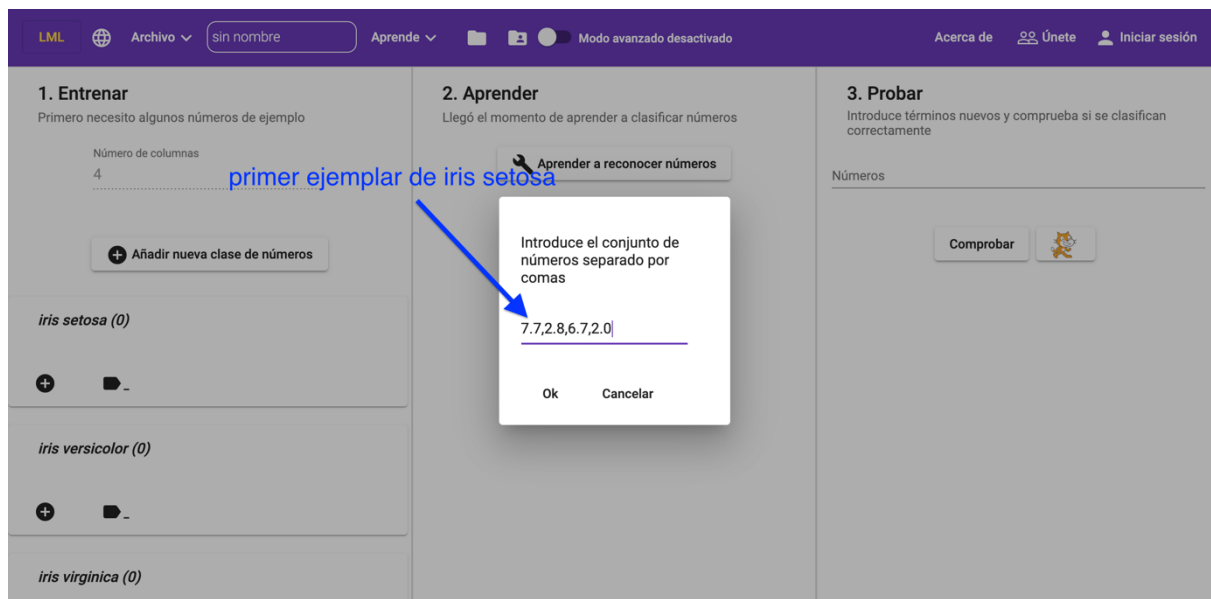 LML
Archivo
sin nombre
Aprende
Modo avanzado desactivado
Acerca de
Únete
Iniciar sesión
1. Entrenar
Primero necesito algunos números de ejemplo
Número de columnas
4
Añadir nueva clase de números
iris setosa (0)
_
iris versicolor (0)
_
iris virginica (0)
2. Aprender
Llegó el momento de aprender a clasificar números
Aprender a reconocer números
primer ejemplar de iris setosa
Introduce el conjunto de
números separado por
comas
7.7,2.8,6.7,2.0
Ok
Cancelar
3. Probar
Introduce términos nuevos y comprueba si se clasifican
correctamente
Números
Comprobar